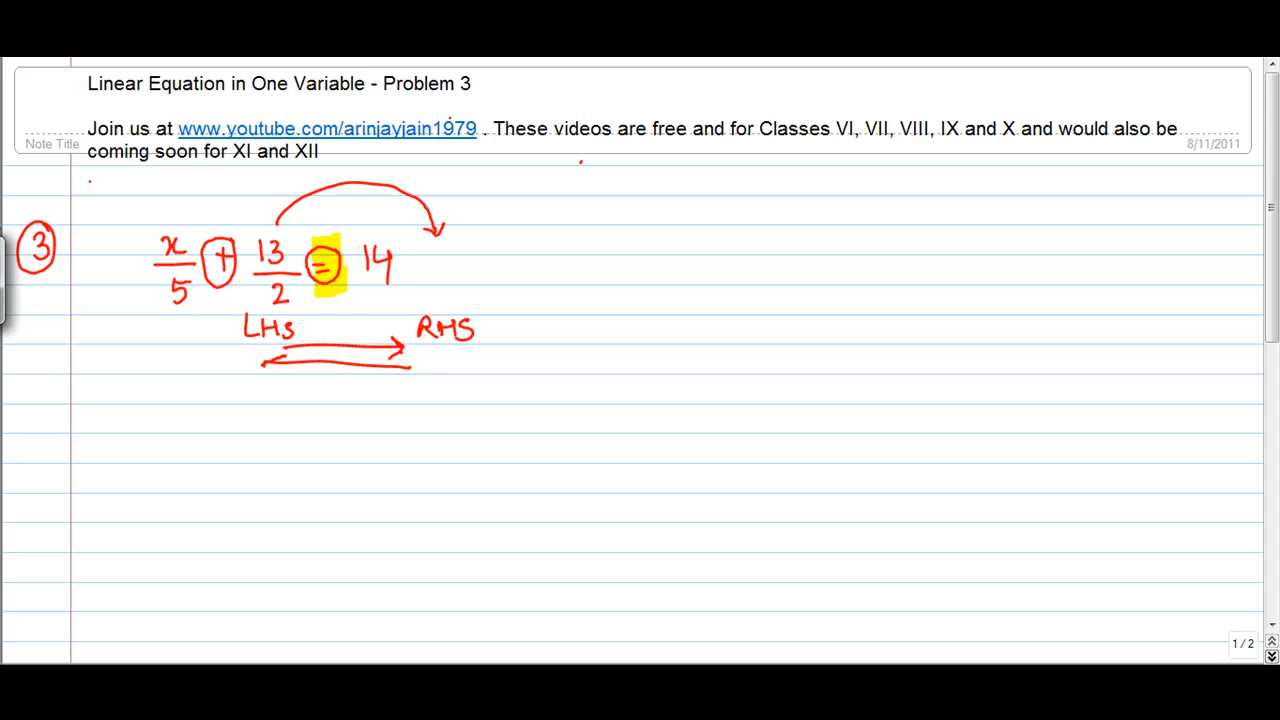 Linear Equation in One Variable - Problem 3
Join us at www.youtube.com/arinjayjain1979 . These videos are free and for Classes VI, VII, VIII, IX and X and would also be
Note Title
8/11/2011
coming soon for XI and XII
3
x/5 + 13/2 = 14
LHS RHS
1 / 2